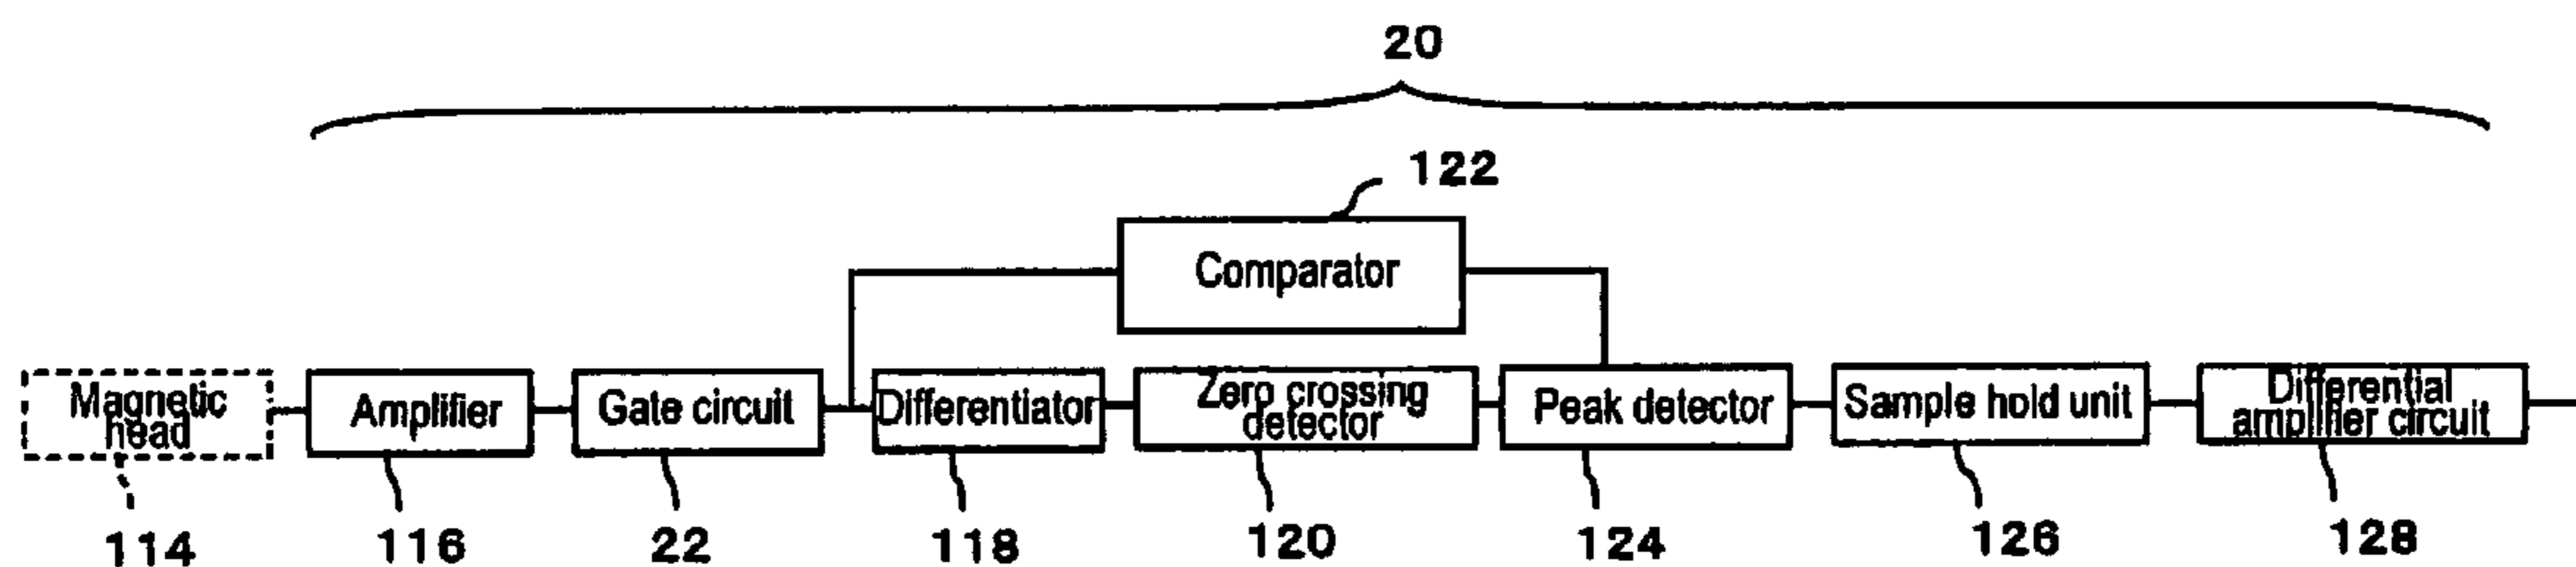 20
122
Comparator
Magnetic
head
Amplifier
Gate circuit
Differentiator
Zero crossing
detector
Peak detector
Sample hold unit
Differential
amplifier circuit
114
116
22
118
120
124
126
128